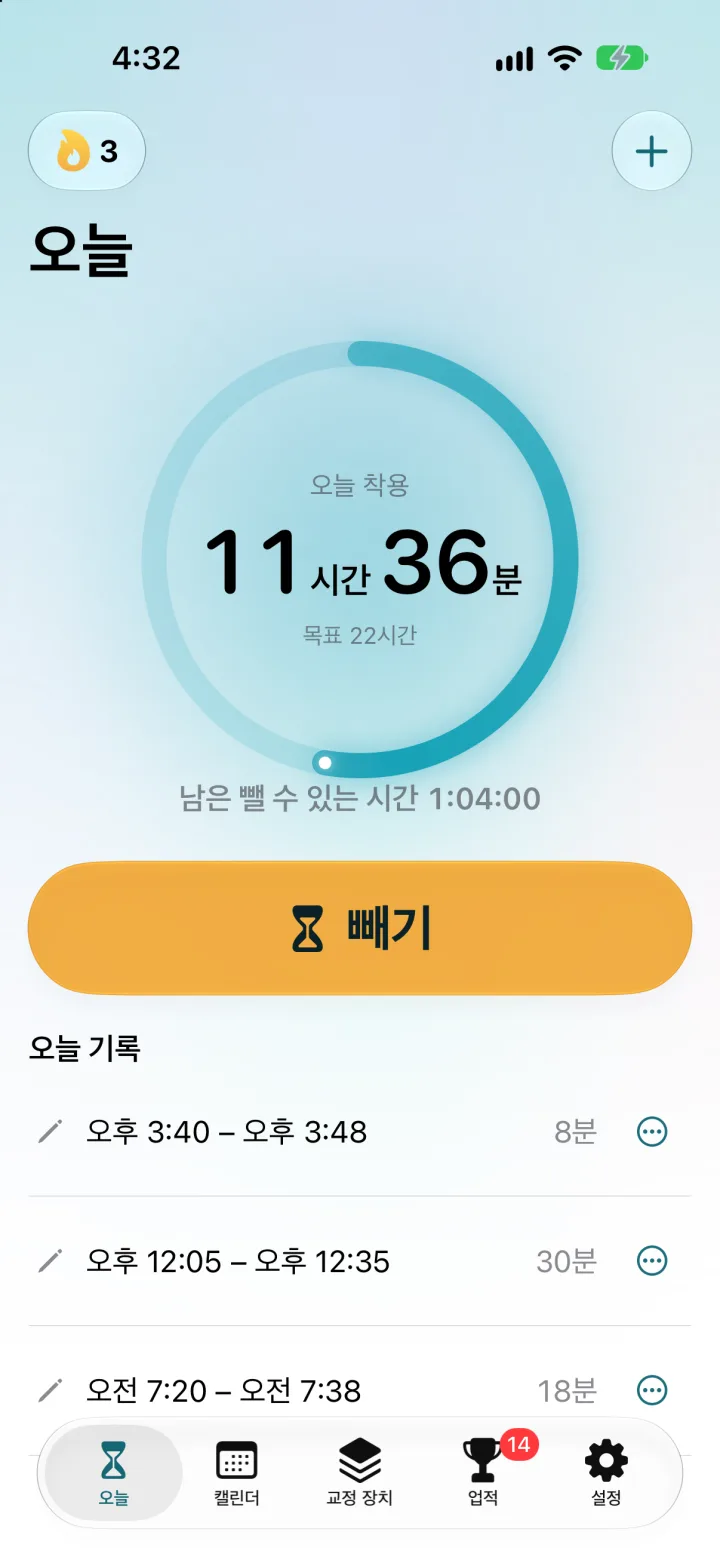 4:32
3
오늘
오늘 착용
11시간 36분
목표 22시간
남은 뺄 수 있는 시간 1:04:00
빼기
오늘 기록
오후 3:40 – 오후 3:48 8분
오후 12:05 – 오후 12:35 30분
오전 7:20 – 오전 7:38 18분
14
오늘 캘린더 교정 장치 업적 설정